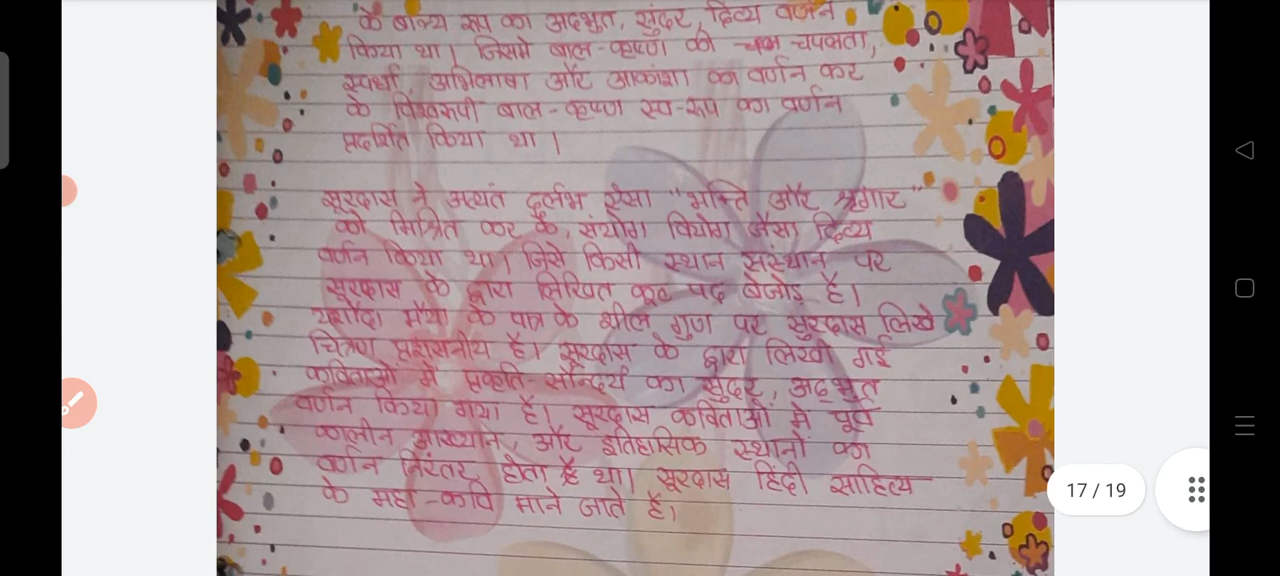 के बाल्य रूप का अदभुत, सुंदर, दिव्य वर्णन
किया था। जिसमे बाल-कृष्ण की चपलता,
स्पर्धा, अभिलाषा और आकांक्षा का वर्णन कर
के विश्वरूपी बाल-कृष्ण स्व-रूप का वर्णन
प्रदर्शित किया था।
सूरदास ने अत्यंत दुर्लभ ऐसा "भक्ति और श्रृंगार"
को मिश्रित कर के, संयोग वियोग जैसा दिव्य
वर्णन किया था। जिसे किसी स्थान संस्थान पर
सूरदास के द्वारा लिखित कूट पद बेजोड़ है।
यशोदा मैया के पात्र के शील गुण पर सुरदास लिखे
चित्रण प्रशंसनीय है। सूरदास के द्वारा लिखी गई
कविताओं में प्रकृति-सौन्दर्य का सुंदर, अद्भुत
वर्णन किया गया है। सूरदास कविताओं में पूर्व
कालीन आख्यान, और इतिहासिक स्थानों का
वर्णन निरंतर होता है था। सूरदास हिंदी साहित्य
के महा-कवि माने जाते है।
17 / 19